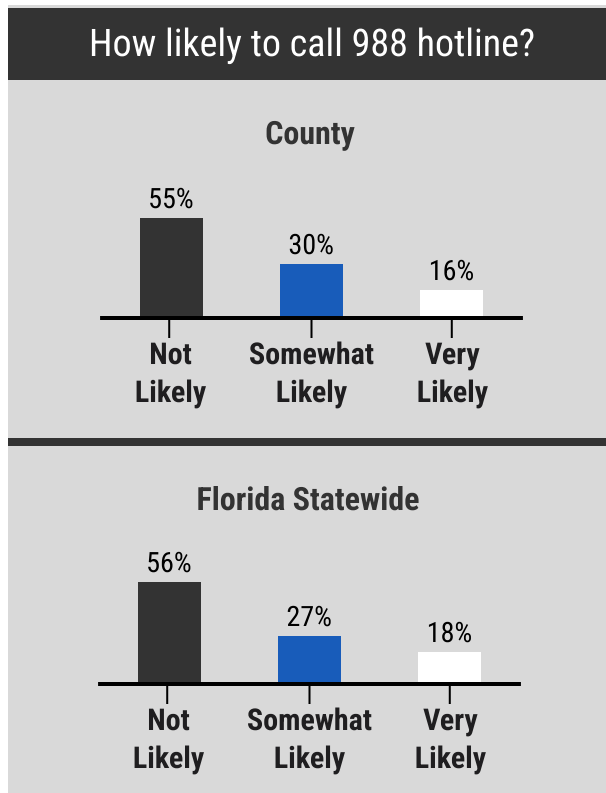 How likely to call 988 hotline?
County
55%
30%
16%
Not Likely
Somewhat Likely
Very Likely
Florida Statewide
56%
27%
18%
Not Likely
Somewhat Likely
Very Likely